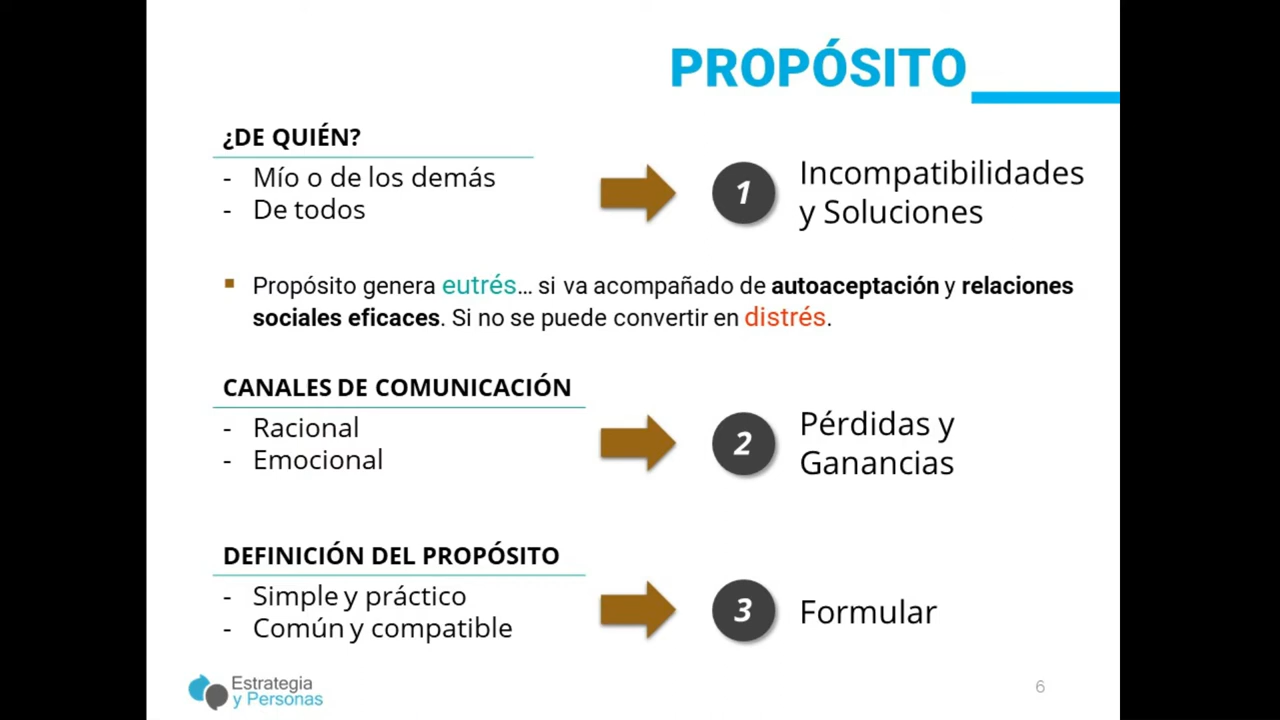 PROPÓSITO
¿DE QUIÉN?
- Mío o de los demás
- De todos
1
Incompatibilidades
y Soluciones
▪ Propósito genera eutrés... si va acompañado de autoaceptación y relaciones
sociales eficaces. Si no se puede convertir en distrés.
CANALES DE COMUNICACIÓN
- Racional
- Emocional
2
Pérdidas y
Ganancias
DEFINICIÓN DEL PROPÓSITO
- Simple y práctico
- Común y compatible
3
Formular
Estrategia
y Personas
6